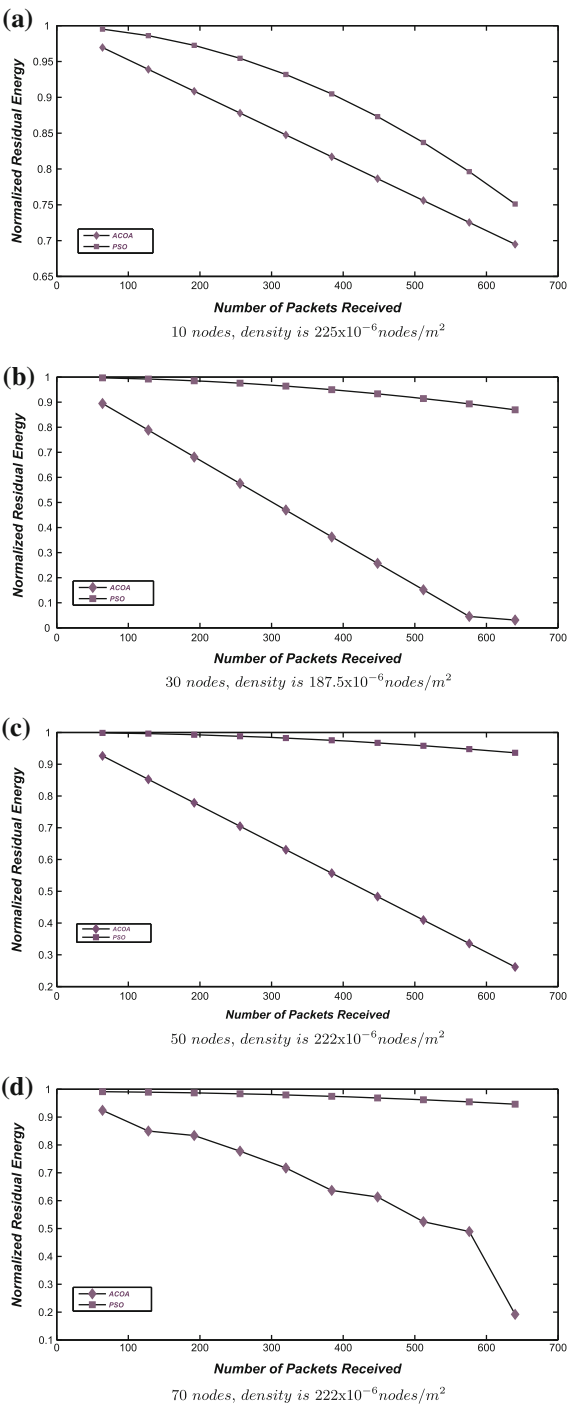 (a)
1
0.95
0.9
0.85
0.8
0.75
0.7
0.65
Normalized Residual Energy
ACOA
PSO
0 100 200 300 400 500 600 700
Number of Packets Received
10 nodes, density is 225x10⁻⁶nodes/m²
(b)
1
0.9
0.8
0.7
0.6
0.5
0.4
0.3
0.2
0.1
0
Normalized Residual Energy
ACOA
PSO
0 100 200 300 400 500 600 700
Number of Packets Received
30 nodes, density is 187.5x10⁻⁶nodes/m²
(c)
1
0.9
0.8
0.7
0.6
0.5
0.4
0.3
0.2
Normalized Residual Energy
ACOA
PSO
0 100 200 300 400 500 600 700
Number of Packets Received
50 nodes, density is 222x10⁻⁶nodes/m²
(d)
1
0.9
0.8
0.7
0.6
0.5
0.4
0.3
0.2
0.1
Normalized Residual Energy
ACOA
PSO
0 100 200 300 400 500 600 700
Number of Packets Received
70 nodes, density is 222x10⁻⁶nodes/m²